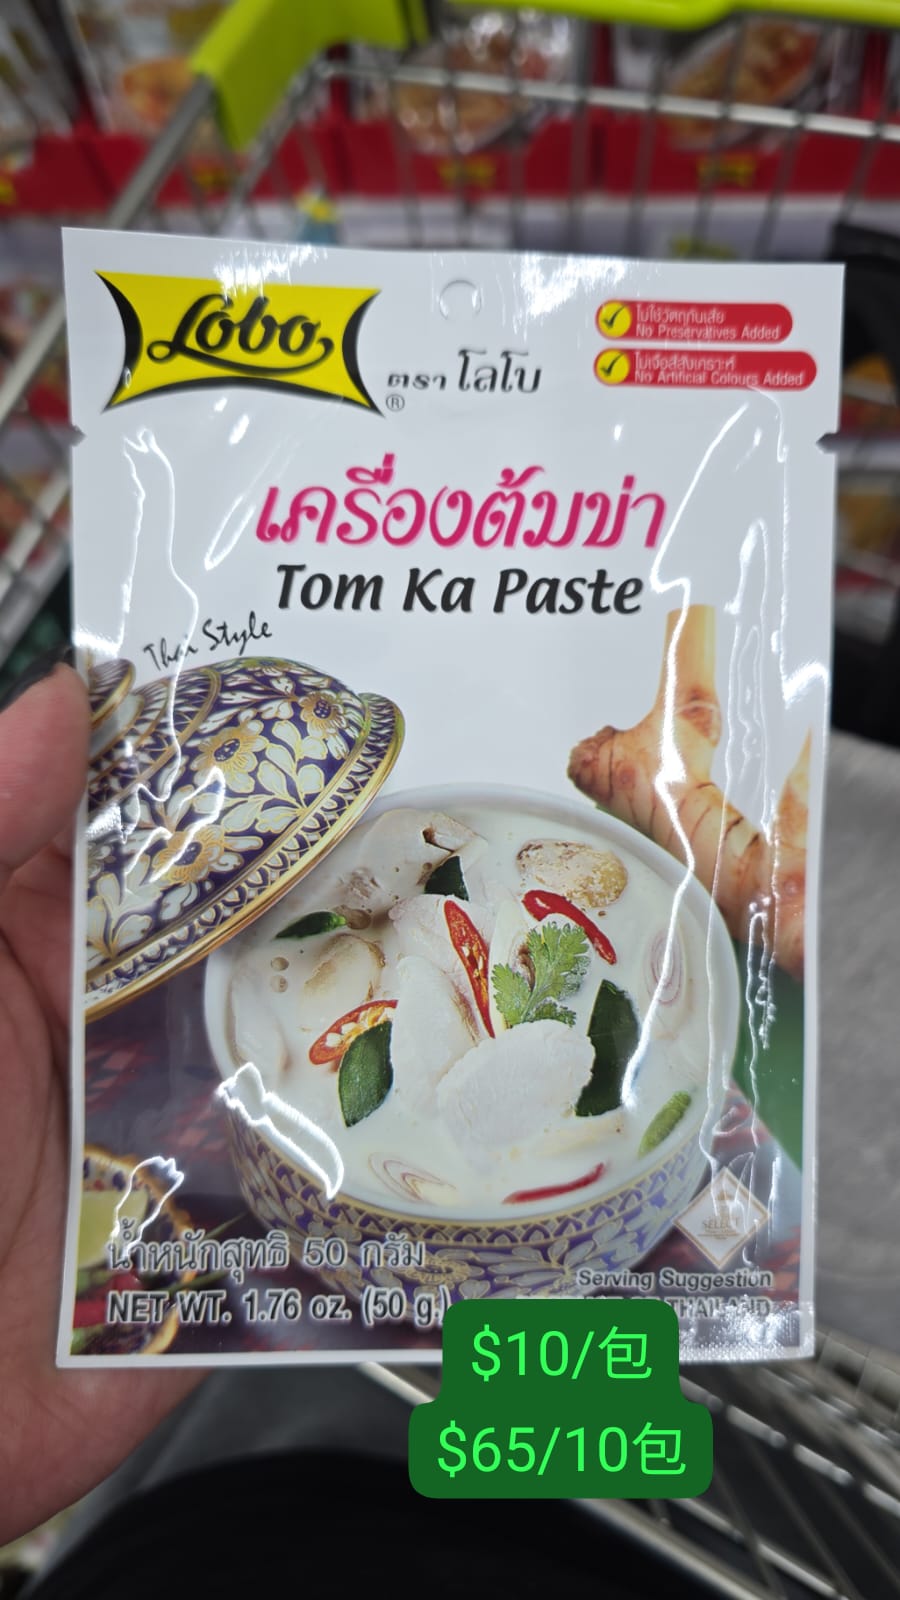 Lobo
®
ตรา โลโบ
ไม่ใช้วัตถุกันเสีย
No Preservatives Added
ไม่เจือสีสังเคราะห์
No Artificial Colours Added
เครื่องต้มข่า
Tom Ka Paste
Thai Style
SELECT
น้ำหนักสุทธิ 50 กรัม
NET WT. 1.76 oz. (50 g.)
Serving Suggestion
THAILAND
$10/包
$65/10包